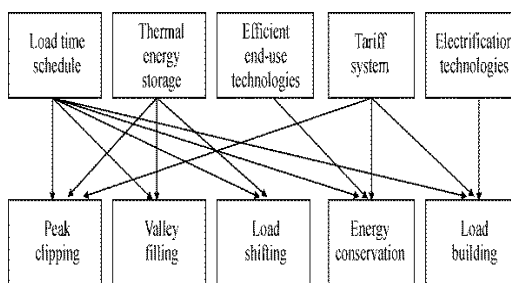 Load time
schedule
Thermal
energy
storage
Efficient
end-use
technologies
Tariff
system
Electrification
technologies
Peak
clipping
Valley
filling
Load
shifting
Energy
conservation
Load
building